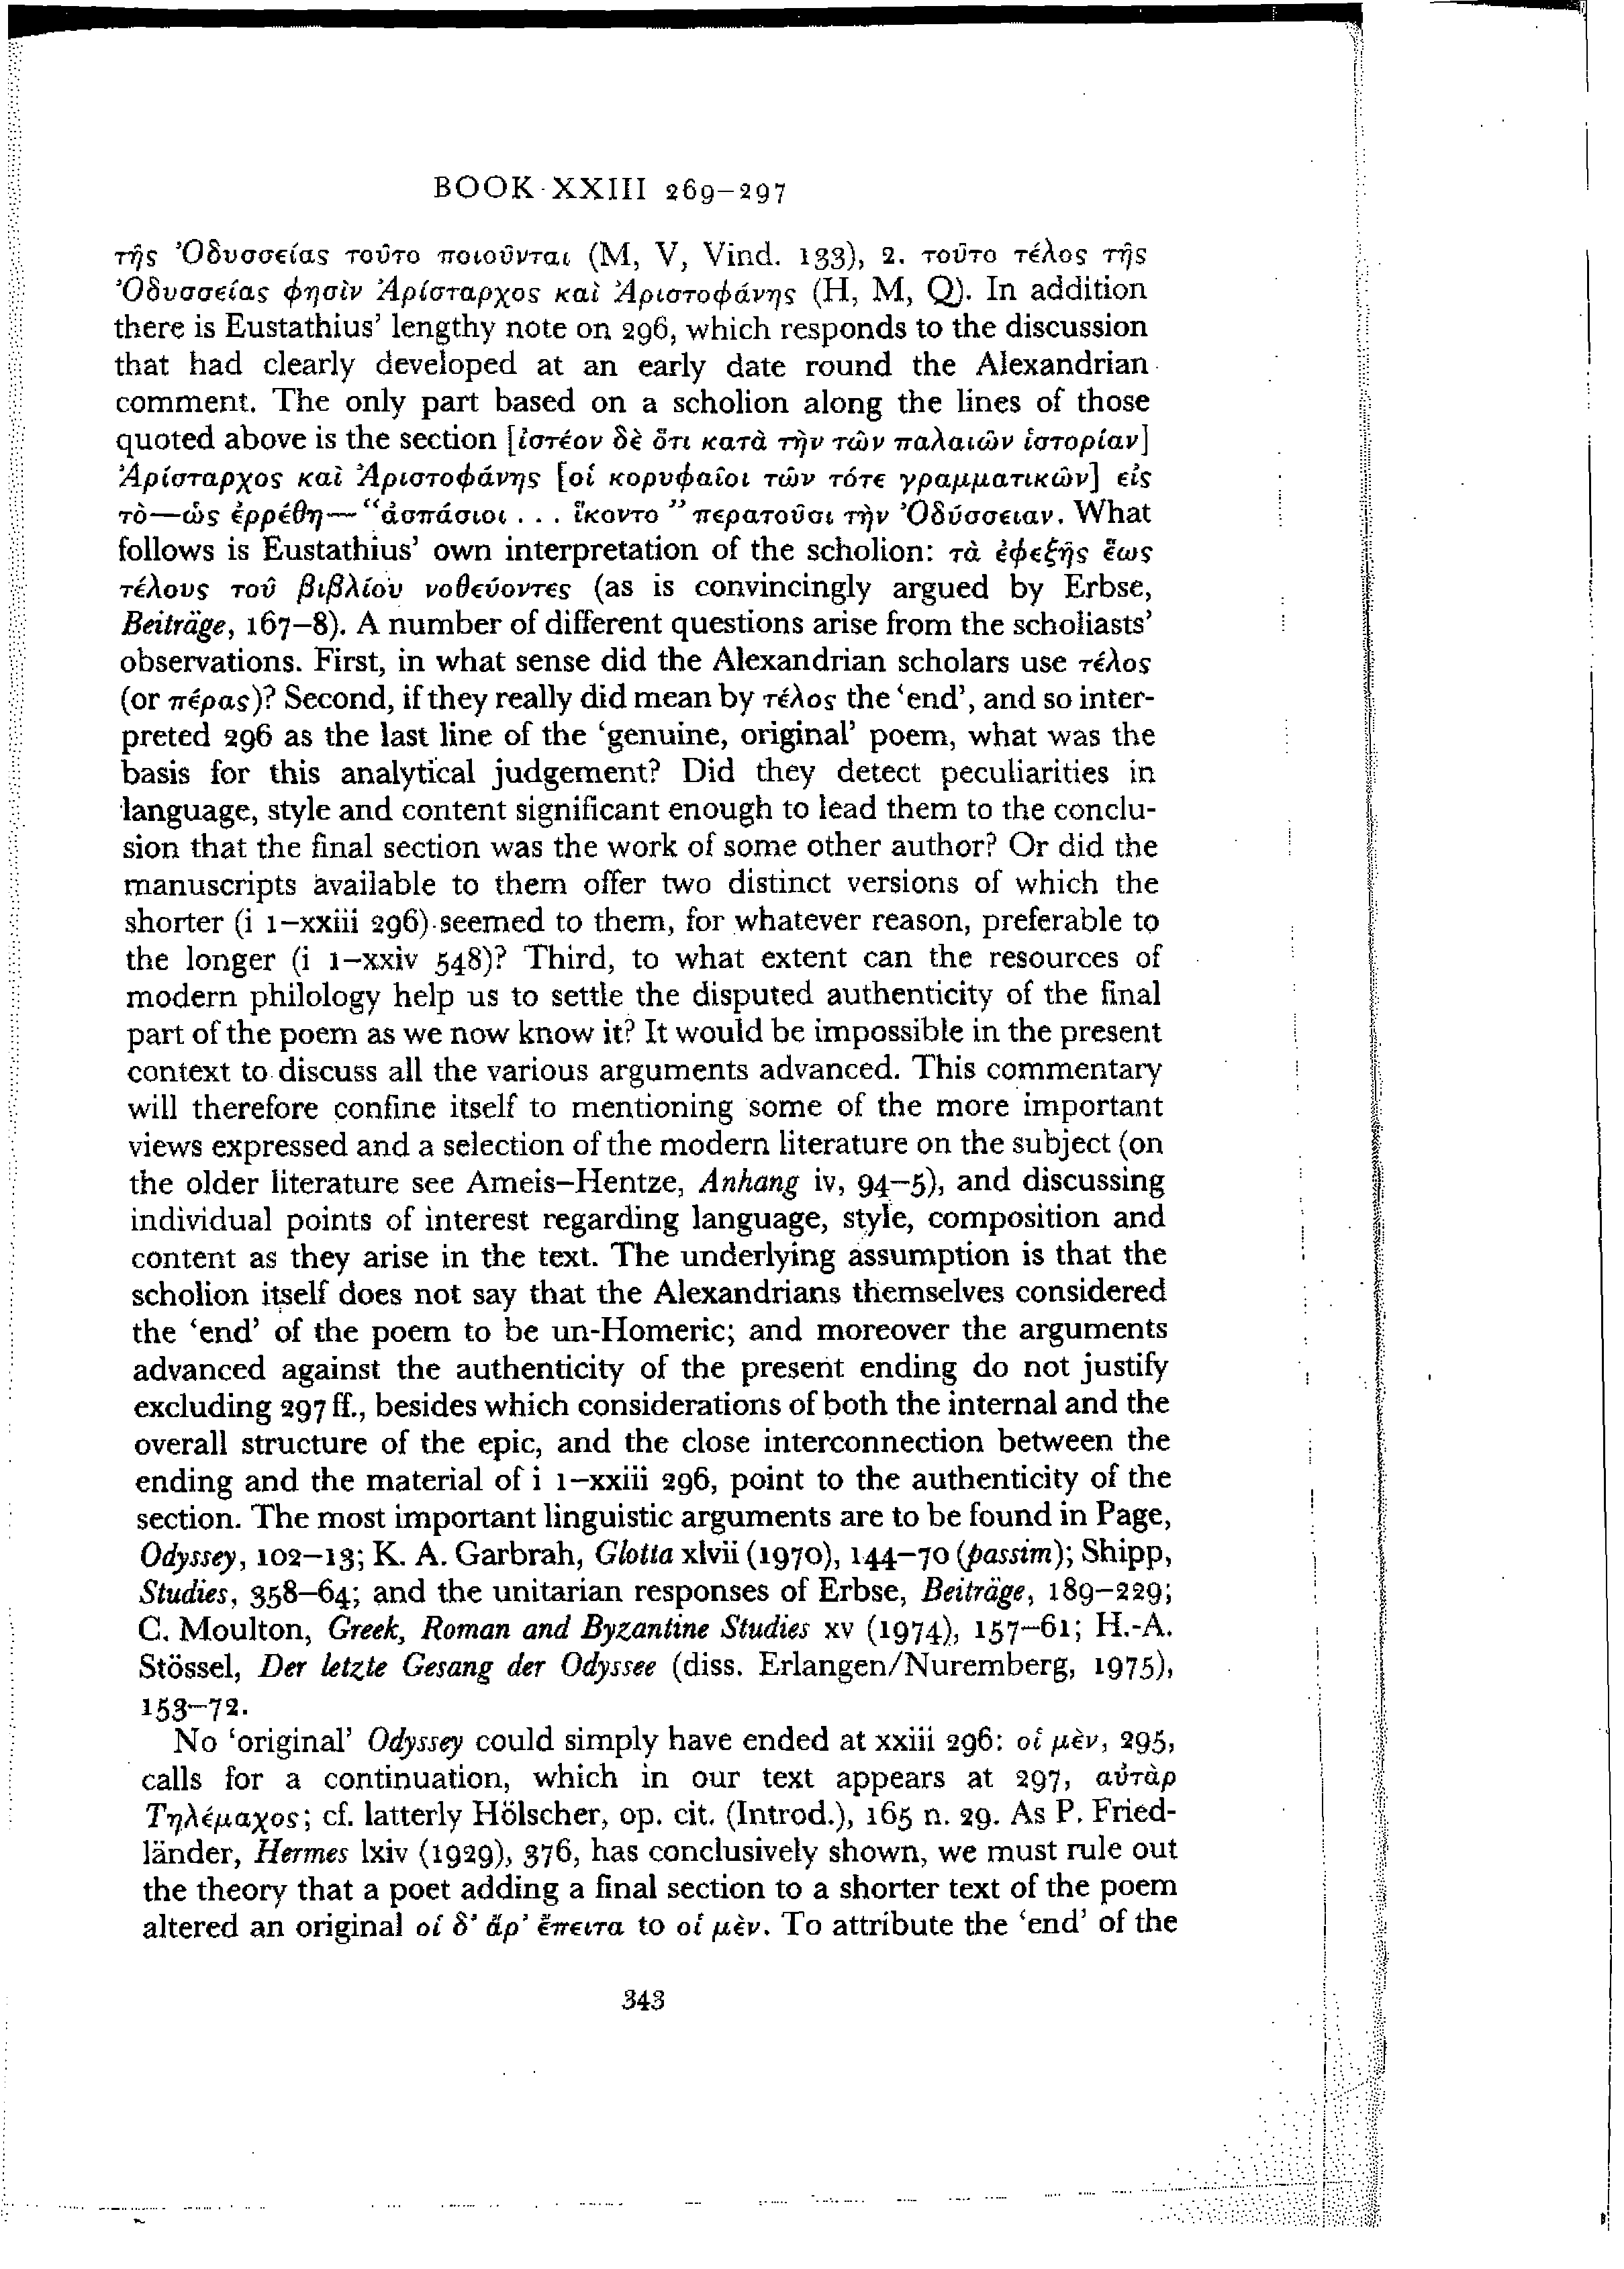 BOOK XXIII 269–297
τῆς Ὀδυσσείας τοῦτο ποιοῦνται (M, V, Vind. 133), 2. τοῦτο τέλος τῆς
Ὀδυσσείας φησὶν Ἀρίσταρχος καὶ Ἀριστοφάνης (H, M, Q). In addition
there is Eustathius’ lengthy note on 296, which responds to the discussion
that had clearly developed at an early date round the Alexandrian
comment. The only part based on a scholion along the lines of those
quoted above is the section [ἰστέον δὲ ὅτι κατὰ τὴν τῶν παλαιῶν ἱστορίαν]
Ἀρίσταρχος καὶ Ἀριστοφάνης [οἱ κορυφαῖοι τῶν τότε γραμματικῶν] εἰς
τὸ—ὡς ἐρρέθη—“ἀσπάσιοι . . . ἵκοντο” περατοῦσι τὴν Ὀδύσσειαν. What
follows is Eustathius’ own interpretation of the scholion: τὰ ἐφεξῆς ἕως
τέλους τοῦ βιβλίου νοθεύοντες (as is convincingly argued by Erbse,
Beiträge, 167–8). A number of different questions arise from the scholiasts’
observations. First, in what sense did the Alexandrian scholars use τέλος
(or πέρας)? Second, if they really did mean by τέλος the ‘end’, and so inter-
preted 296 as the last line of the ‘genuine, original’ poem, what was the
basis for this analytical judgement? Did they detect peculiarities in
language, style and content significant enough to lead them to the conclu-
sion that the final section was the work of some other author? Or did the
manuscripts available to them offer two distinct versions of which the
shorter (i 1–xxiii 296) seemed to them, for whatever reason, preferable to
the longer (i 1–xxiv 548)? Third, to what extent can the resources of
modern philology help us to settle the disputed authenticity of the final
part of the poem as we now know it? It would be impossible in the present
context to discuss all the various arguments advanced. This commentary
will therefore confine itself to mentioning some of the more important
views expressed and a selection of the modern literature on the subject (on
the older literature see Ameis–Hentze, Anhang iv, 94–5), and discussing
individual points of interest regarding language, style, composition and
content as they arise in the text. The underlying assumption is that the
scholion itself does not say that the Alexandrians themselves considered
the ‘end’ of the poem to be un-Homeric; and moreover the arguments
advanced against the authenticity of the present ending do not justify
excluding 297 ff., besides which considerations of both the internal and the
overall structure of the epic, and the close interconnection between the
ending and the material of i 1–xxiii 296, point to the authenticity of the
section. The most important linguistic arguments are to be found in Page,
Odyssey, 102–13; K. A. Garbrah, Glotta xlvii (1970), 144–70 (passim); Shipp,
Studies, 358–64; and the unitarian responses of Erbse, Beiträge, 189–229;
C. Moulton, Greek, Roman and Byzantine Studies xv (1974), 157–61; H.-A.
Stössel, Der letzte Gesang der Odyssee (diss. Erlangen/Nuremberg, 1975),
153–72.
No ‘original’ Odyssey could simply have ended at xxiii 296: οἱ μὲν, 295,
calls for a continuation, which in our text appears at 297, αὐτὰρ
Τηλέμαχος; cf. latterly Hölscher, op. cit. (Introd.), 165 n. 29. As P. Fried-
länder, Hermes lxiv (1929), 376, has conclusively shown, we must rule out
the theory that a poet adding a final section to a shorter text of the poem
altered an original οἱ δ’ ἄρ’ ἔπειτα to οἱ μὲν. To attribute the ‘end’ of the
343